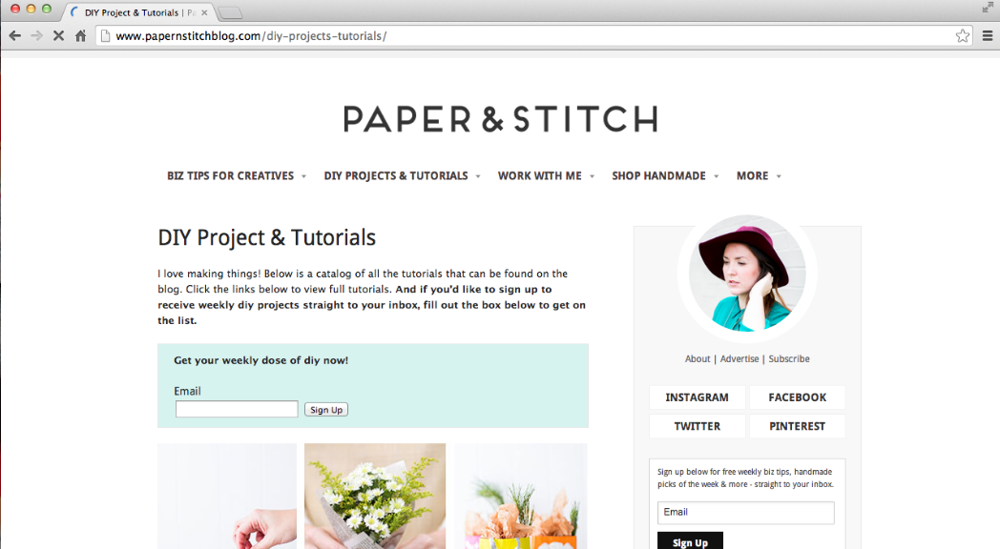 DIY Project & Tutorials | Pa
www.papernstitchblog.com/diy-projects-tutorials/
PAPER & STITCH
BIZ TIPS FOR CREATIVES DIY PROJECTS & TUTORIALS WORK WITH ME SHOP HANDMADE MORE
DIY Project & Tutorials
I love making things! Below is a catalog of all the tutorials that can be found on the
blog. Click the links below to view full tutorials. And if you'd like to sign up to
receive weekly diy projects straight to your inbox, fill out the box below to get on
the list.
Get your weekly dose of diy now!
Email
Sign Up
About | Advertise | Subscribe
INSTAGRAM FACEBOOK
TWITTER PINTEREST
Sign up below for free weekly biz tips, handmade
picks of the week & more - straight to your inbox.
Email
Sign Up